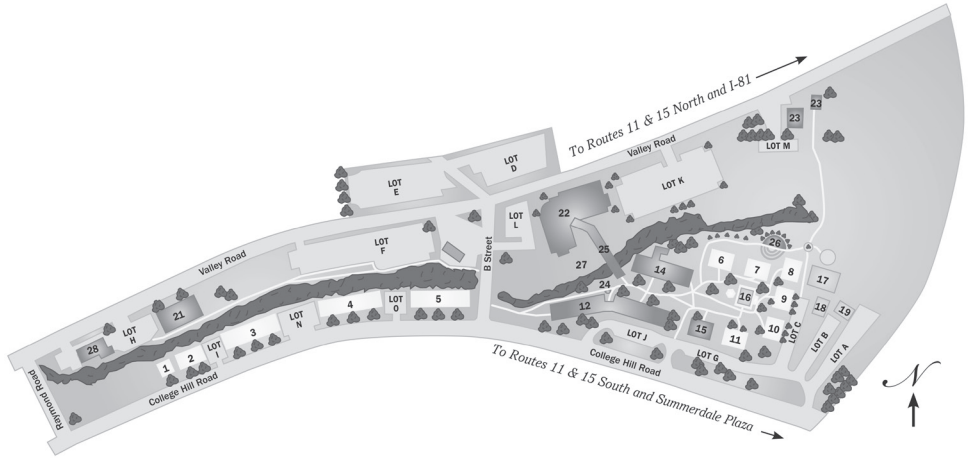 To Routes 11 & 15 North and I-81
Valley Road
23
23
LOT M
LOT
D
LOT
E
LOT K
LOT
L
22
25
27
24
12
14
26
6
7
8
17
16
9
18
19
15
11
10
LOT C
LOT B
LOT A
LOT J
LOT G
College Hill Road
To Routes 11 & 15 South and Summerdale Plaza
N
B Street
LOT
F
Valley Road
21
LOT
H
28
4
LOT
O
5
LOT
N
3
LOT
I
2
1
College Hill Road
Raymond Road